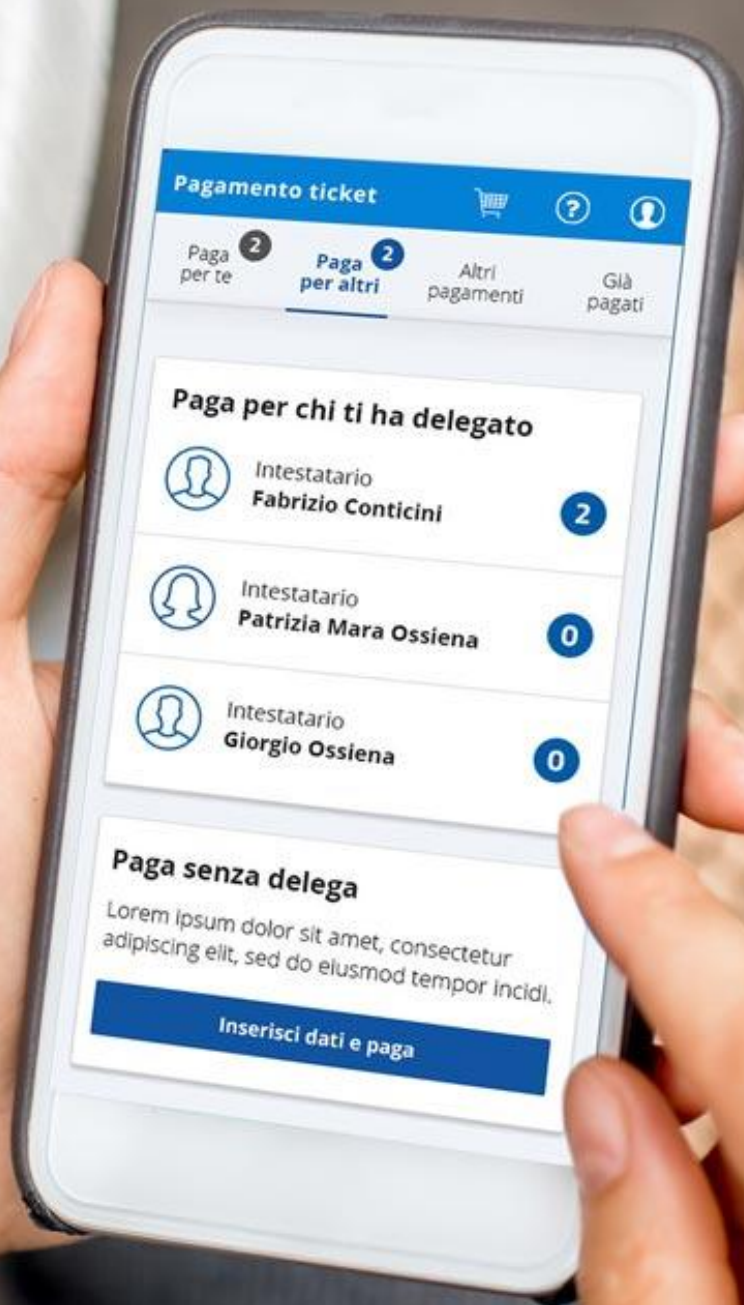 Pagamento ticket
?
Paga
per te
2
Paga
per altri
2
Altri
pagamenti
Già
pagati
Paga per chi ti ha delegato
Intestatario
Fabrizio Conticini
2
Intestatario
Patrizia Mara Ossiena
0
Intestatario
Giorgio Ossiena
0
Paga senza delega
Lorem ipsum dolor sit amet, consectetur
adipiscing elit, sed do eiusmod tempor incidi.
Inserisci dati e paga